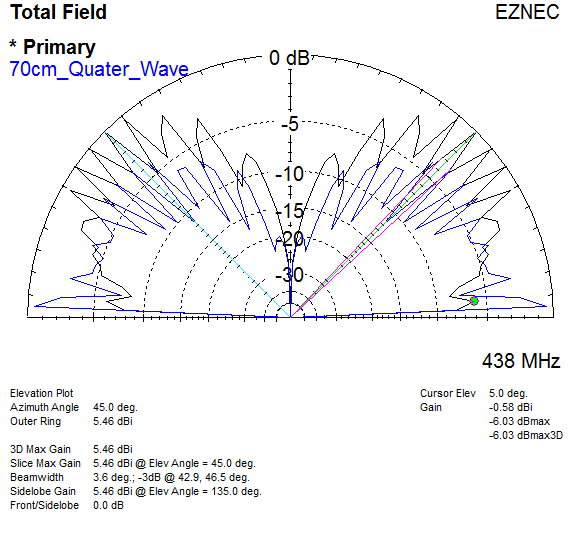 Total Field
EZNEC
* Primary
70cm_Quater_Wave
0 dB
-5
-10
-15
-20
-30
438 MHz
Elevation Plot
Azimuth Angle 45.0 deg.
Outer Ring 5.46 dBi
3D Max Gain 5.46 dBi
Slice Max Gain 5.46 dBi @ Elev Angle = 45.0 deg.
Beamwidth 3.6 deg.; -3dB @ 42.9, 46.5 deg.
Sidelobe Gain 5.46 dBi @ Elev Angle = 135.0 deg.
Front/Sidelobe 0.0 dB
Cursor Elev 5.0 deg.
Gain -0.58 dBi
-6.03 dBmax
-6.03 dBmax3D